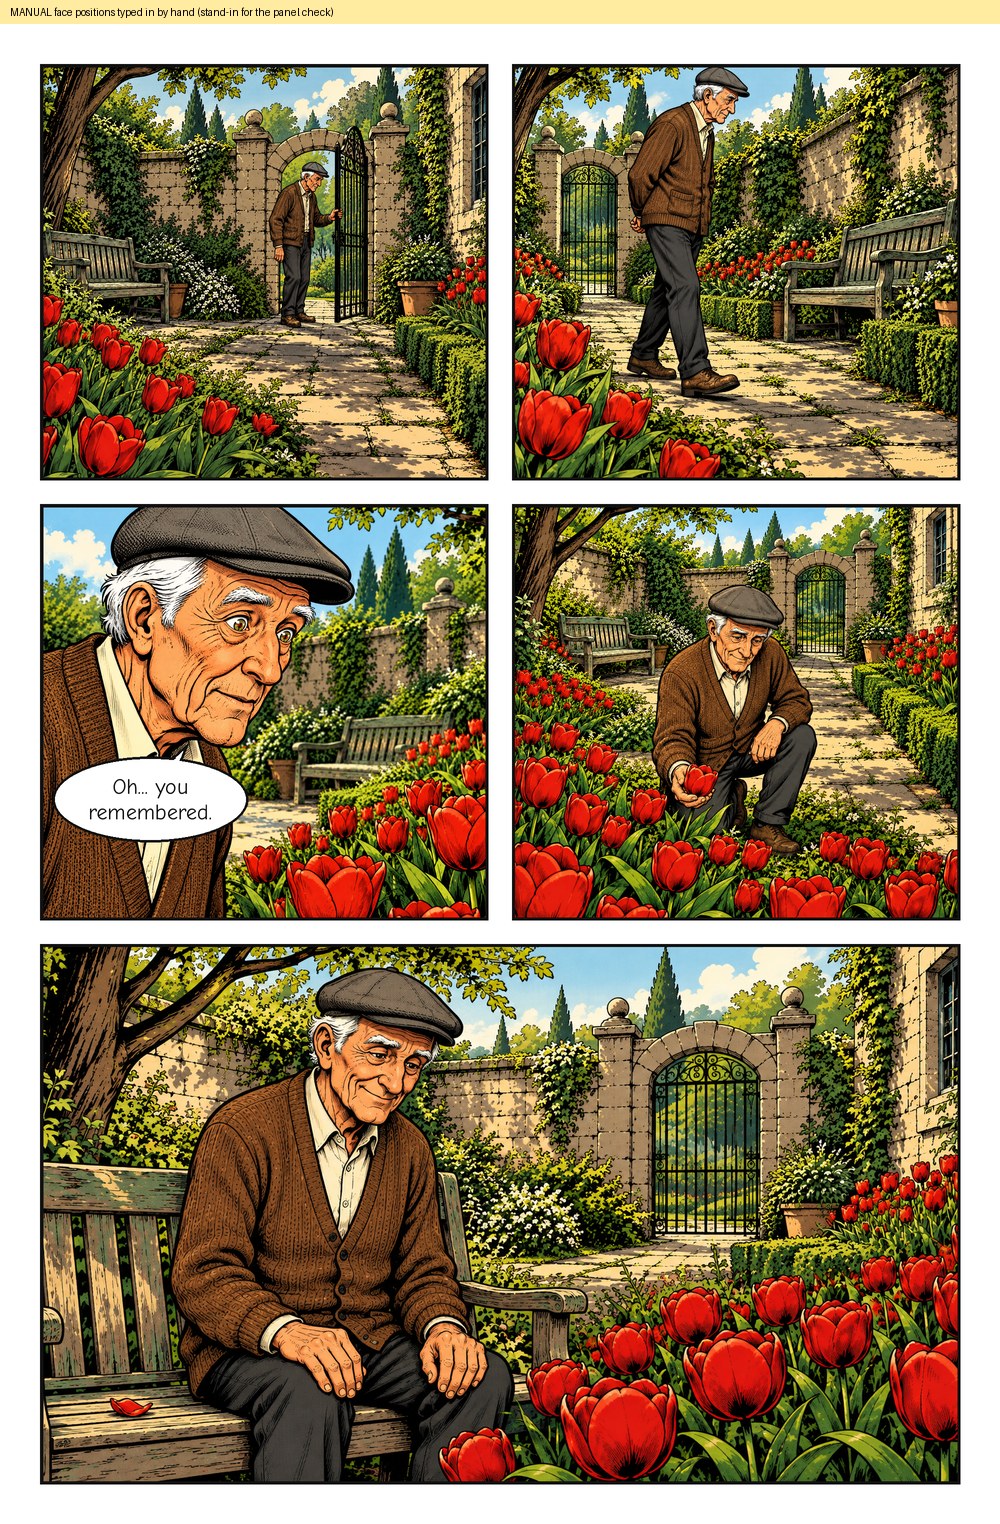 MANUAL face positions typed in by hand (stand-in for the panel check)
Oh... you
remembered.